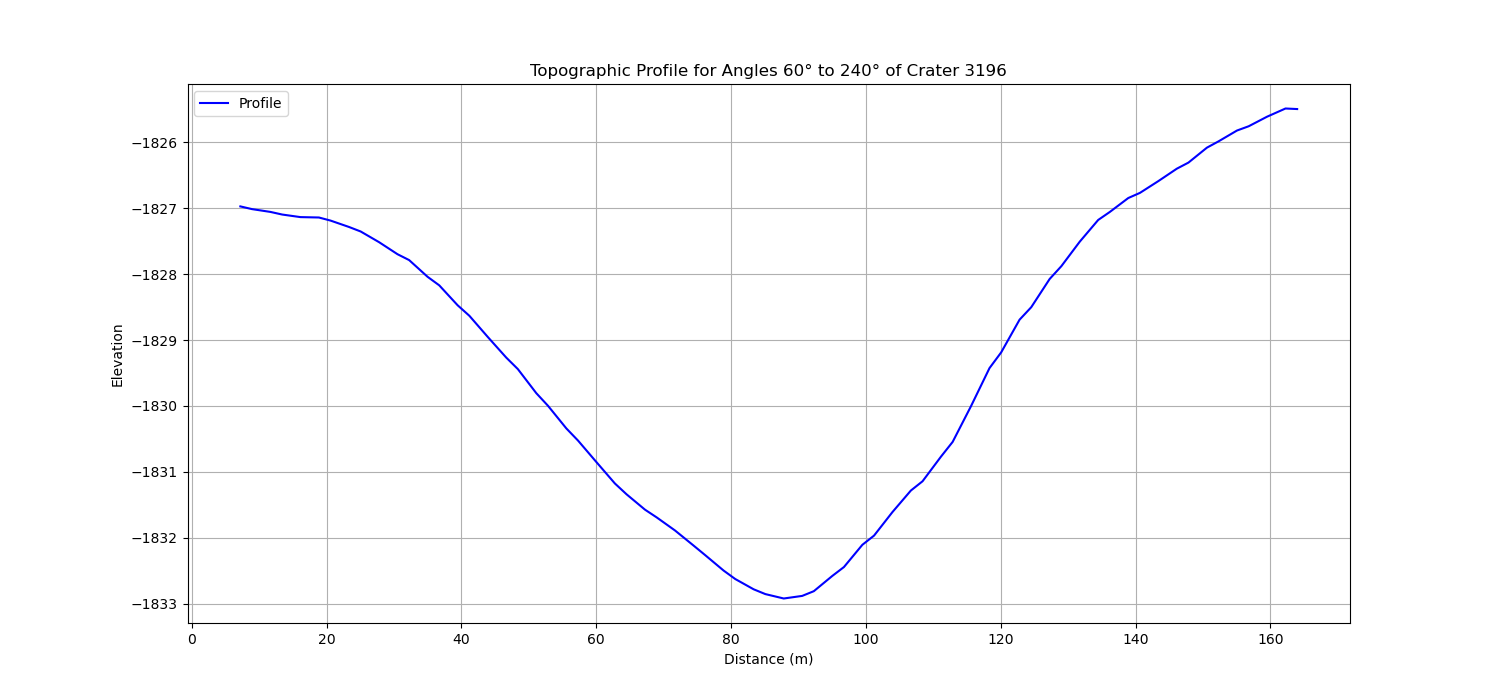 Topographic Profile for Angles 60° to 240° of Crater 3196
Profile
Elevation
−1826
−1827
−1828
−1829
−1830
−1831
−1832
−1833
0 20 40 60 80 100 120 140 160
Distance (m)